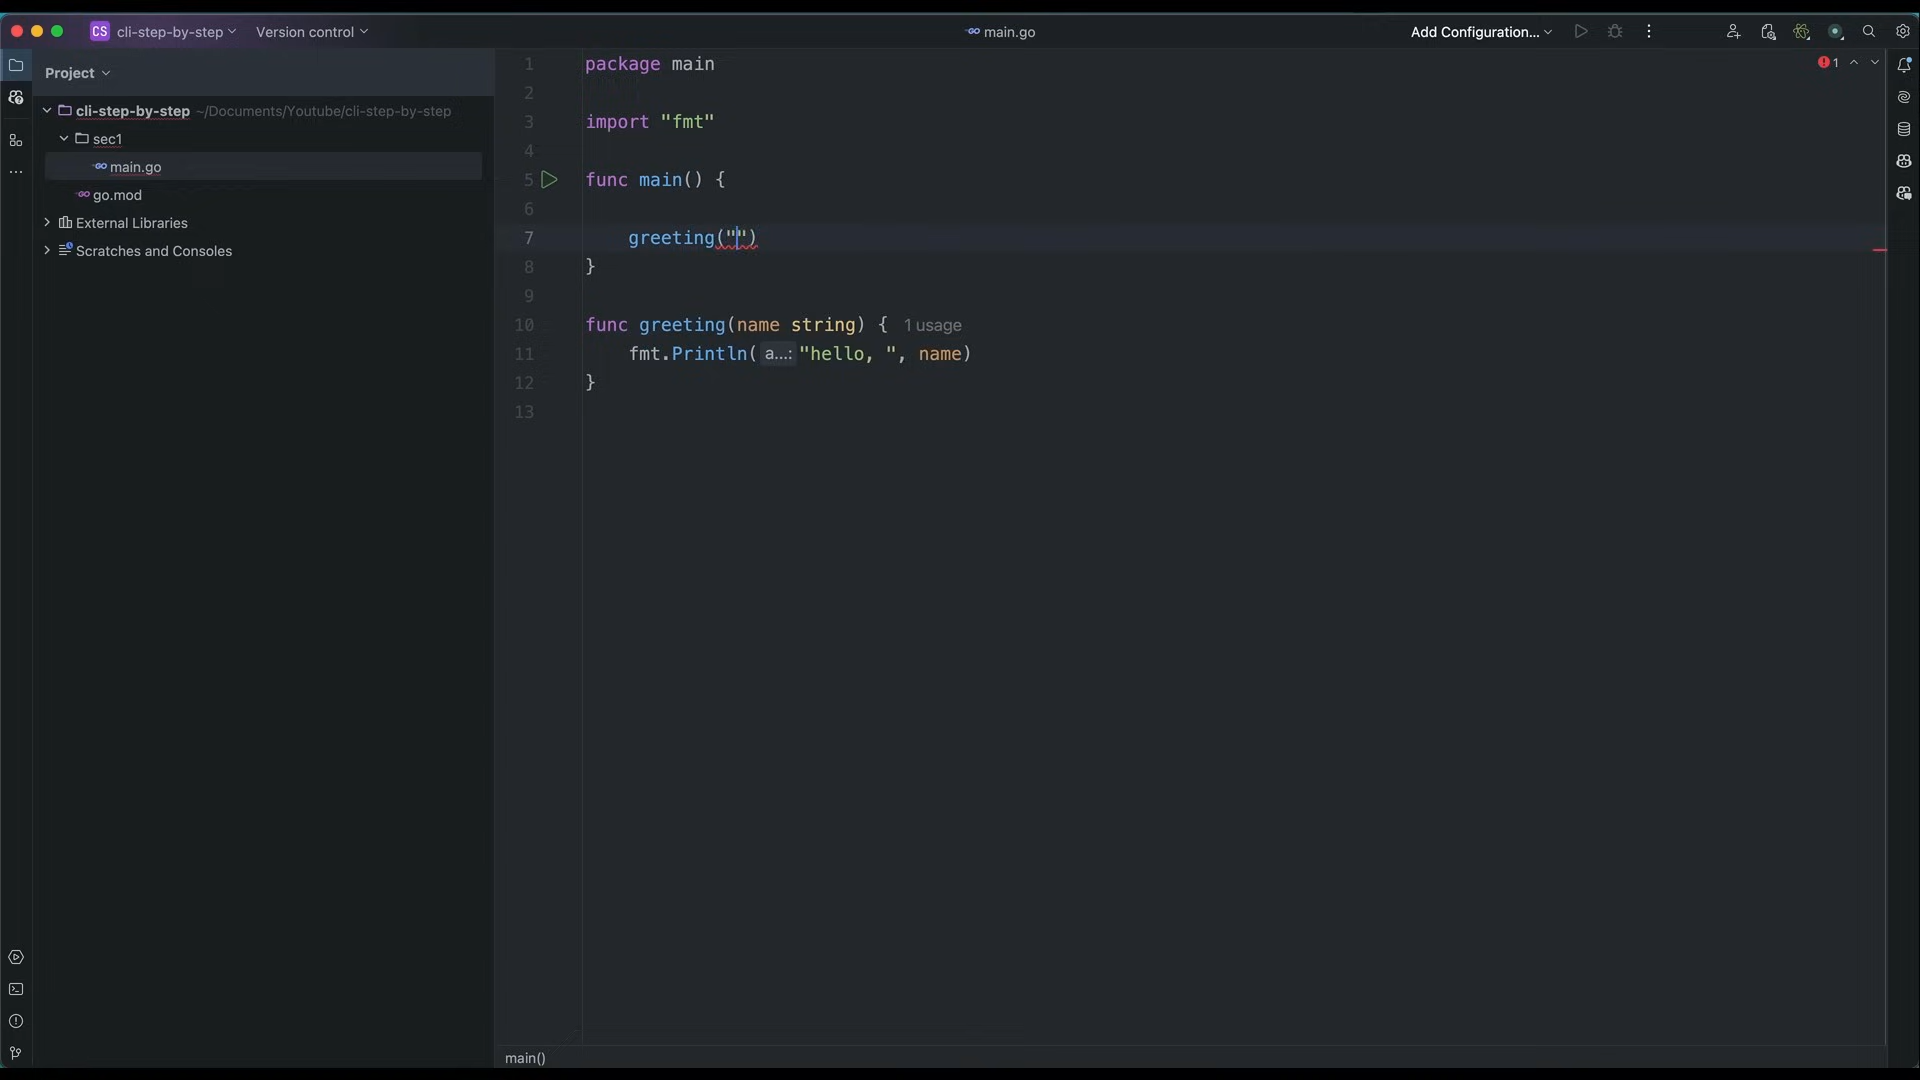 CS cli-step-by-step Version control main.go Add Configuration...
Project
cli-step-by-step ~/Documents/Youtube/cli-step-by-step
sec1
main.go
go.mod
External Libraries
Scratches and Consoles
1 package main
2
3 import "fmt"
4
5 func main() {
6
7 greeting("")
8 }
9
10 func greeting(name string) { 1 usage
11 fmt.Println( a...: "hello, ", name)
12 }
13
1
main()